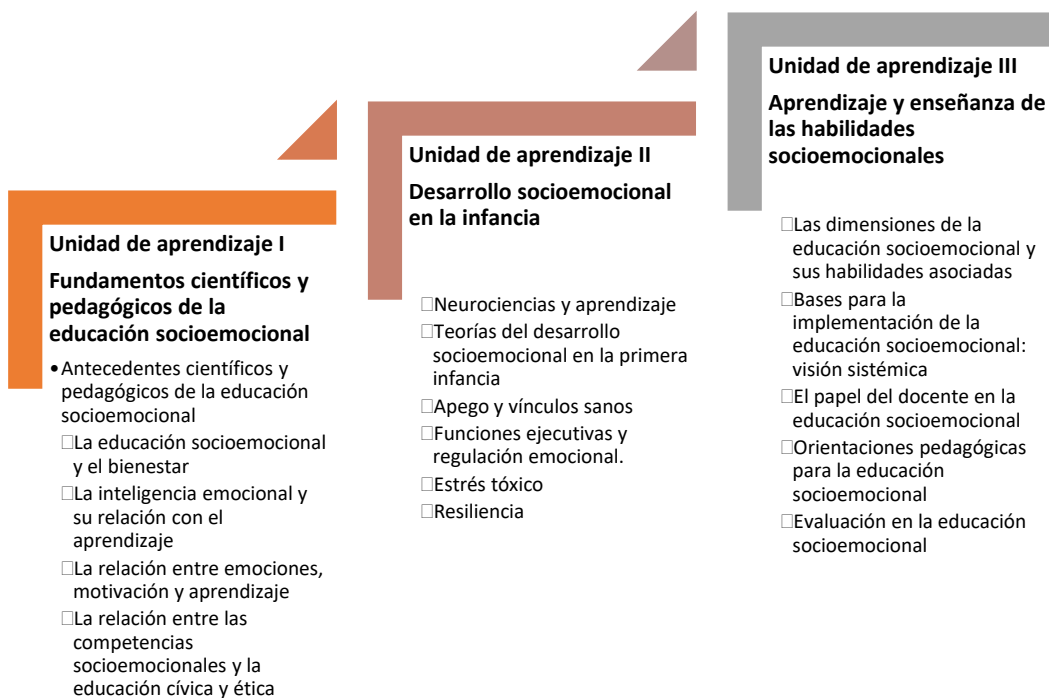 Unidad de aprendizaje I
Fundamentos científicos y
pedagógicos de la
educación socioemocional
•Antecedentes científicos y
pedagógicos de la educación
socioemocional
□La educación socioemocional
y el bienestar
□La inteligencia emocional y
su relación con el
aprendizaje
□La relación entre emociones,
motivación y aprendizaje
□La relación entre las
competencias
socioemocionales y la
educación cívica y ética
Unidad de aprendizaje II
Desarrollo socioemocional
en la infancia
□Neurociencias y aprendizaje
□Teorías del desarrollo
socioemocional en la primera
infancia
□Apego y vínculos sanos
□Funciones ejecutivas y
regulación emocional.
□Estrés tóxico
□Resiliencia
Unidad de aprendizaje III
Aprendizaje y enseñanza de
las habilidades
socioemocionales
□Las dimensiones de la
educación socioemocional y
sus habilidades asociadas
□Bases para la
implementación de la
educación socioemocional:
visión sistémica
□El papel del docente en la
educación socioemocional
□Orientaciones pedagógicas
para la educación
socioemocional
□Evaluación en la educación
socioemocional